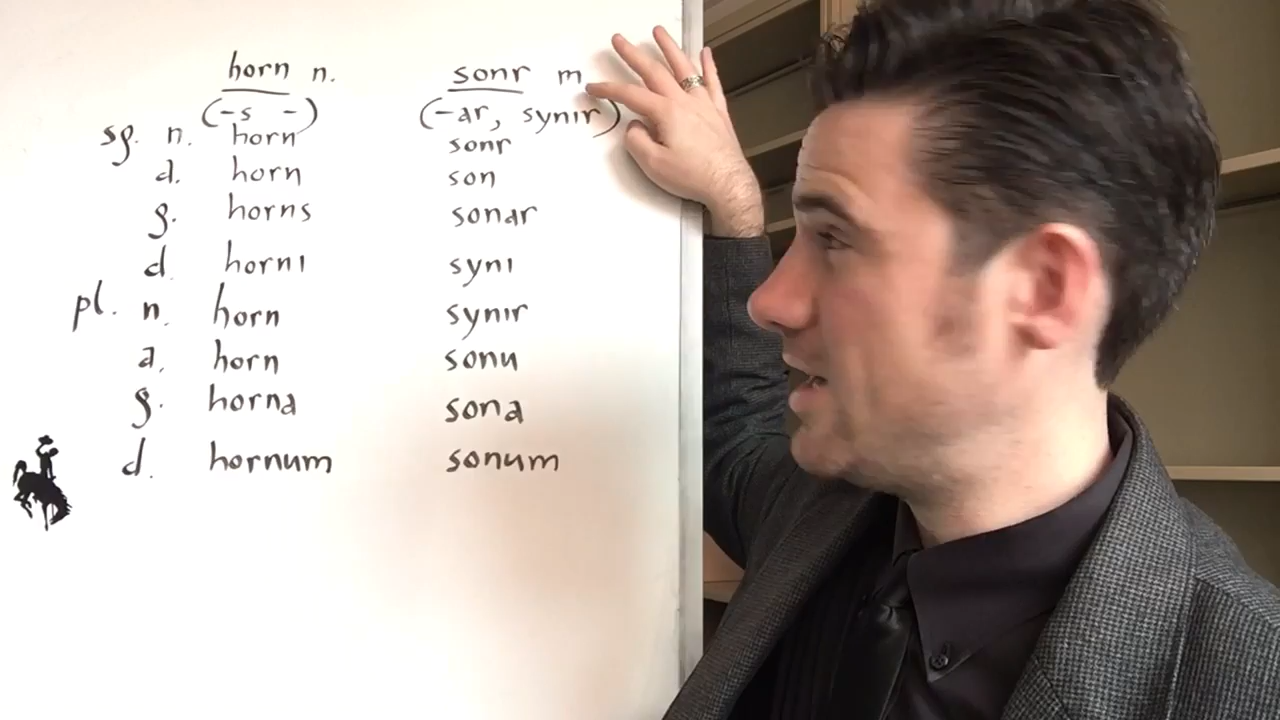 horn n. sonr m
(-s -) (-ar, synir)
sg. n. horn sonr
d. horn son
g. horns sonar
d. horni syni
pl. n. horn synir
a. horn sonu
g. horna sona
d. hornum sonum